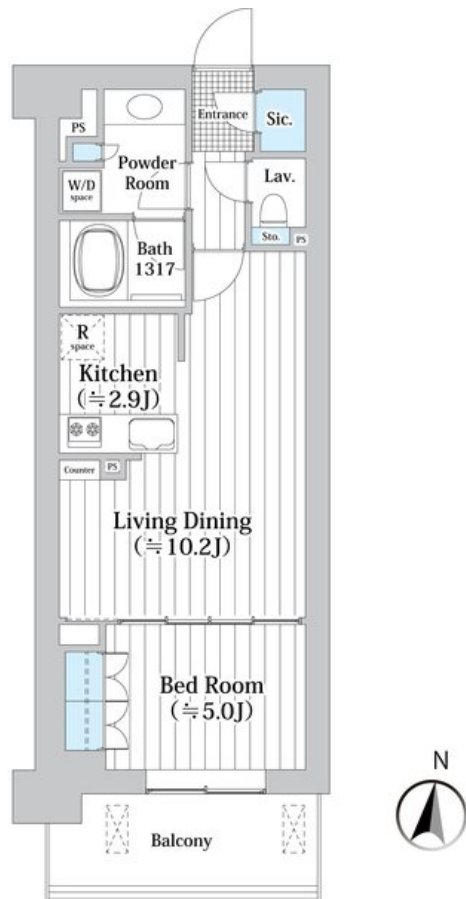 Entrance
Sic.
PS
Powder
Room
Lav.
W/D
space
Sto.
PS
Bath
1317
R
space
Kitchen
(≒2.9J)
Counter
PS
Living Dining
(≒10.2J)
Bed Room
(≒5.0J)
N
Balcony